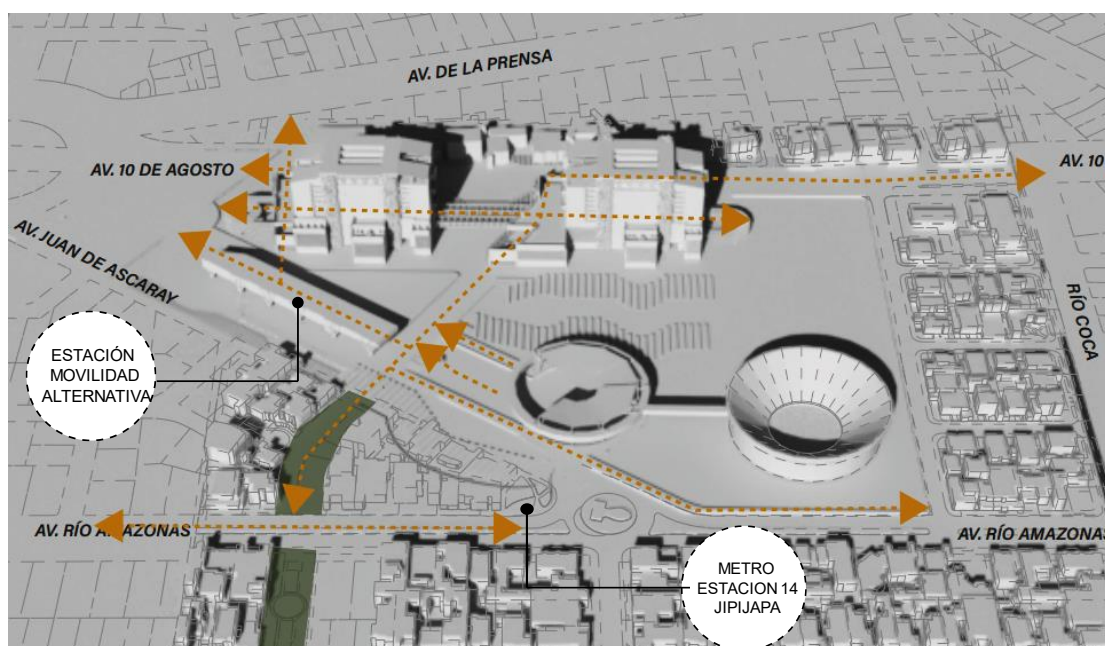 AV. DE LA PRENSA
AV. 10 DE AGOSTO
AV. 10
AV. JUAN DE ASCARAY
RÍO COCA
ESTACIÓN
MOVILIDAD
ALTERNATIVA
AV. RÍO AMAZONAS
AV. RÍO AMAZONAS
METRO
ESTACION 14
JIPIJAPA